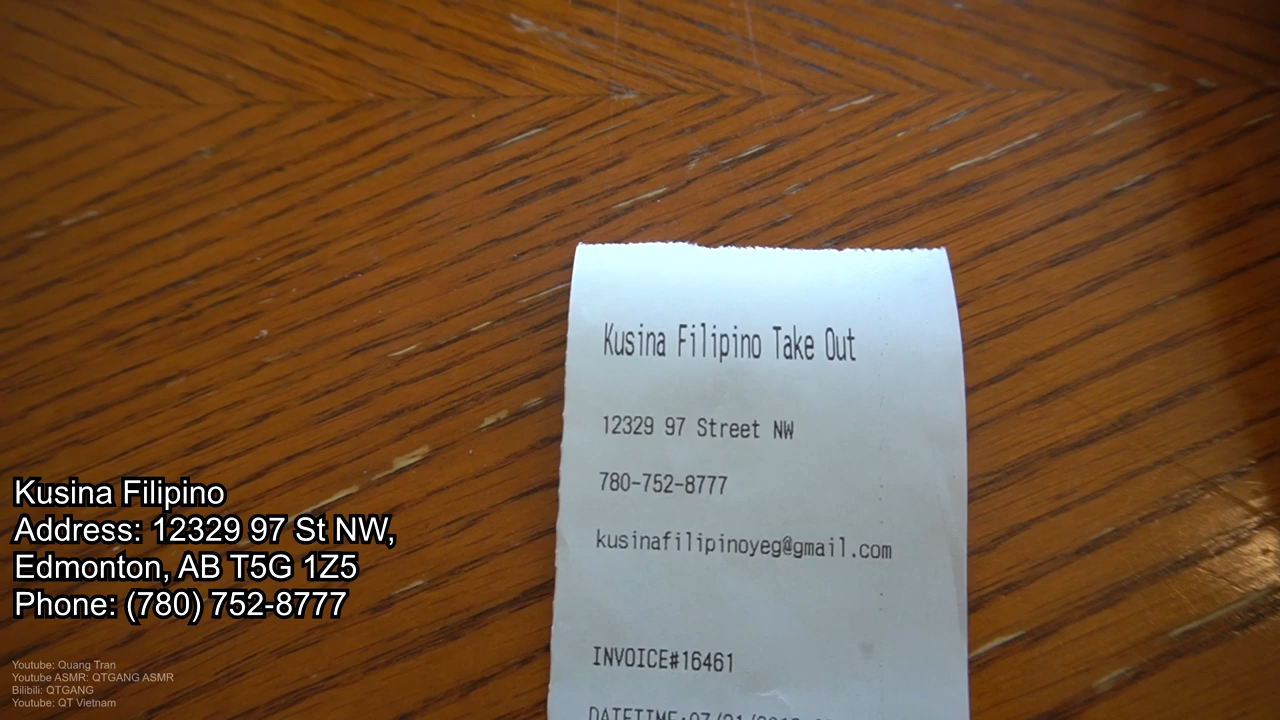 Kusina Filipino Take Out
12329 97 Street NW
780-752-8777
kusinafilipinoyeg@gmail.com
INVOICE#16461
Kusina Filipino
Address: 12329 97 St NW,
Edmonton, AB T5G 1Z5
Phone: (780) 752-8777
Youtube: Quang Tran
Youtube ASMR: QTGANG ASMR
Bilibili: QTGANG
Youtube: QT Vietnam